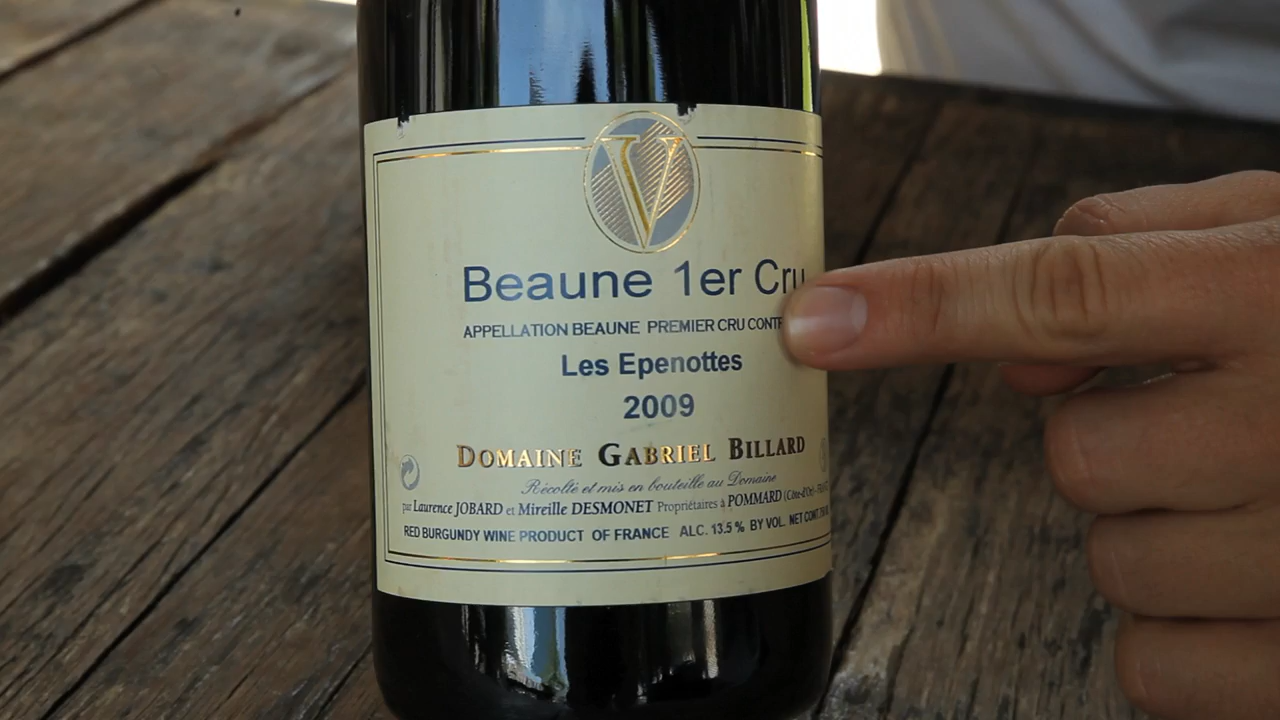 V
Beaune 1er Cru
APPELLATION BEAUNE PREMIER CRU
Les Epenottes
2009
DOMAINE GABRIEL BILLARD
Récolté et mis en bouteille au Domaine
par Laurence JOBARD et Mireille DESMONET Propriétaires à POMMARD (Côte-d'Or) -
RED BURGUNDY WINE PRODUCT OF FRANCE ALC. 13.5 % BY VOL. NET CONT.